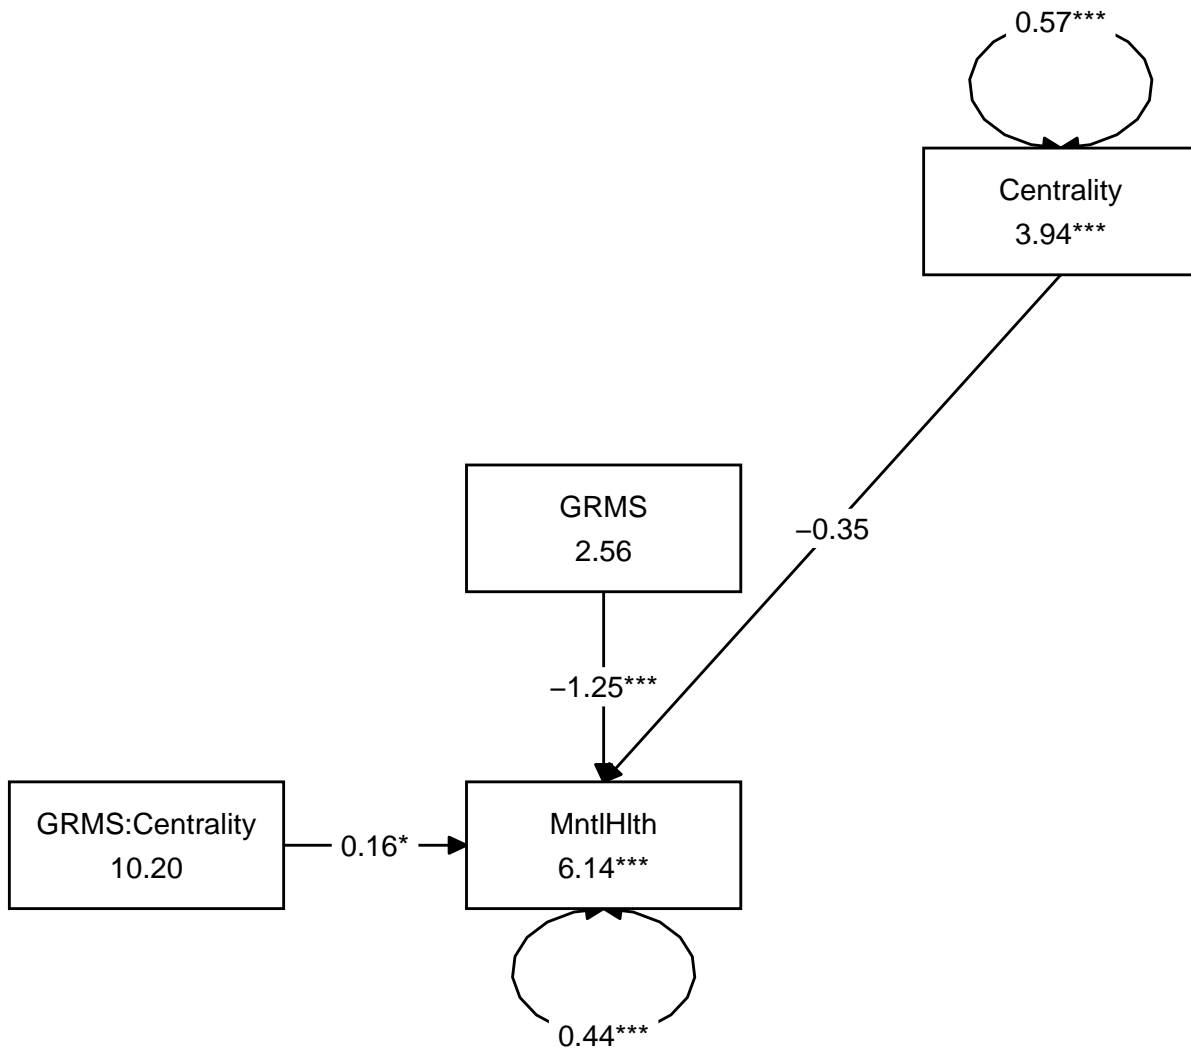 0.57***
Centrality
3.94***
GRMS
2.56
−0.35
−1.25***
GRMS:Centrality
10.20
0.16*
MntlHlth
6.14***
0.44***